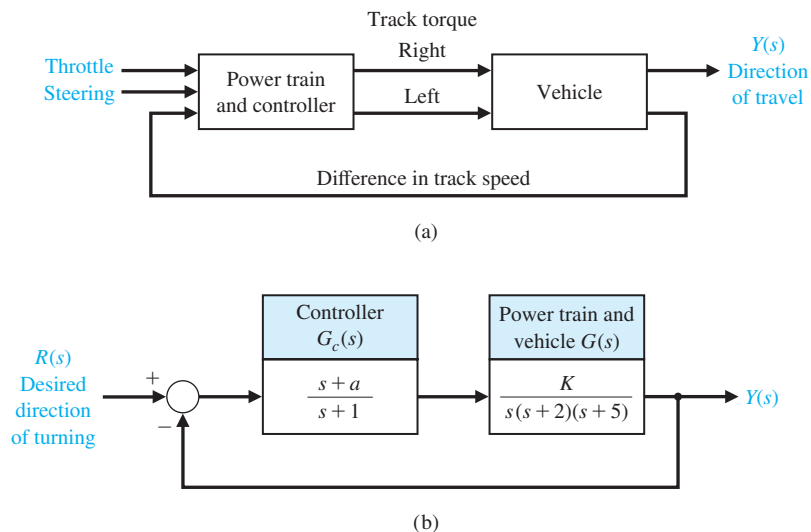 Track torque
Throttle
Steering
Power train
and controller
Right
Left
Vehicle
Y(s)
Direction
of travel
Difference in track speed
(a)
R(s)
Desired
direction
of turning
+
−
Controller
G_c(s)
s + a
s + 1
Power train and
vehicle G(s)
K
s(s + 2)(s + 5)
Y(s)
(b)